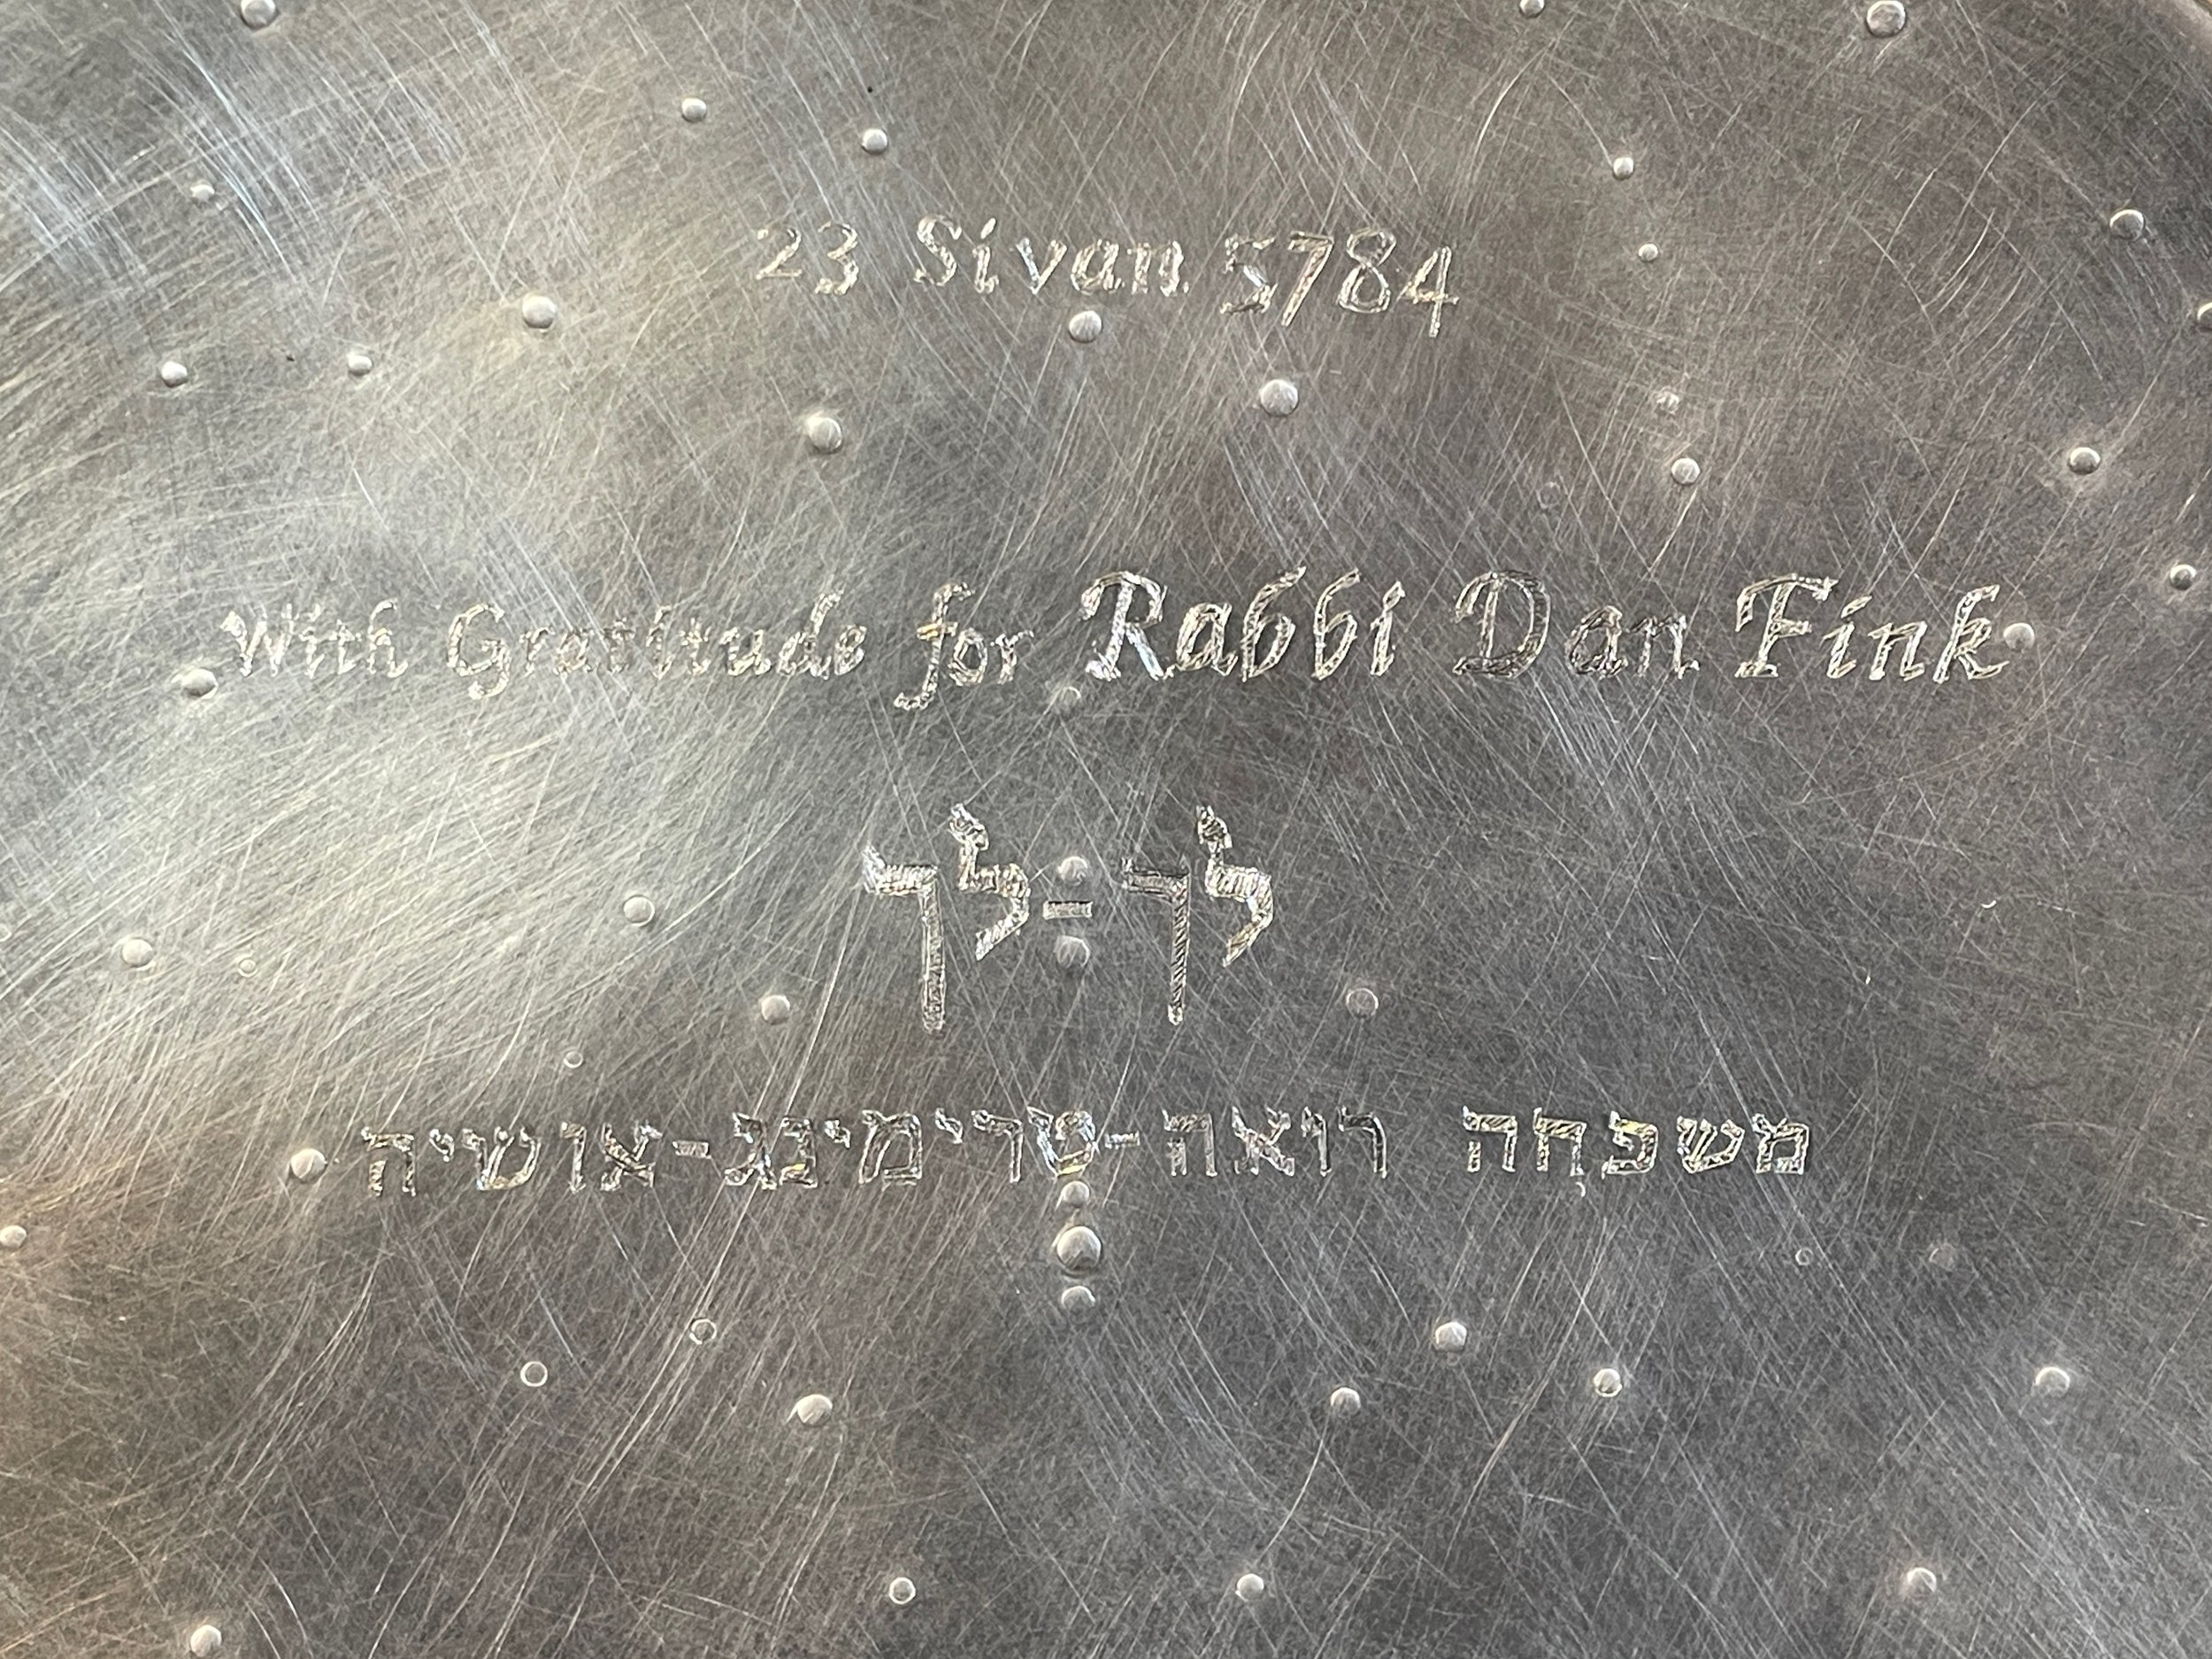 23 Sivan 5784
With Gratitude for Rabbi Dan Fink
לך-לך
משפחה רואה-טרימינג-אושיה